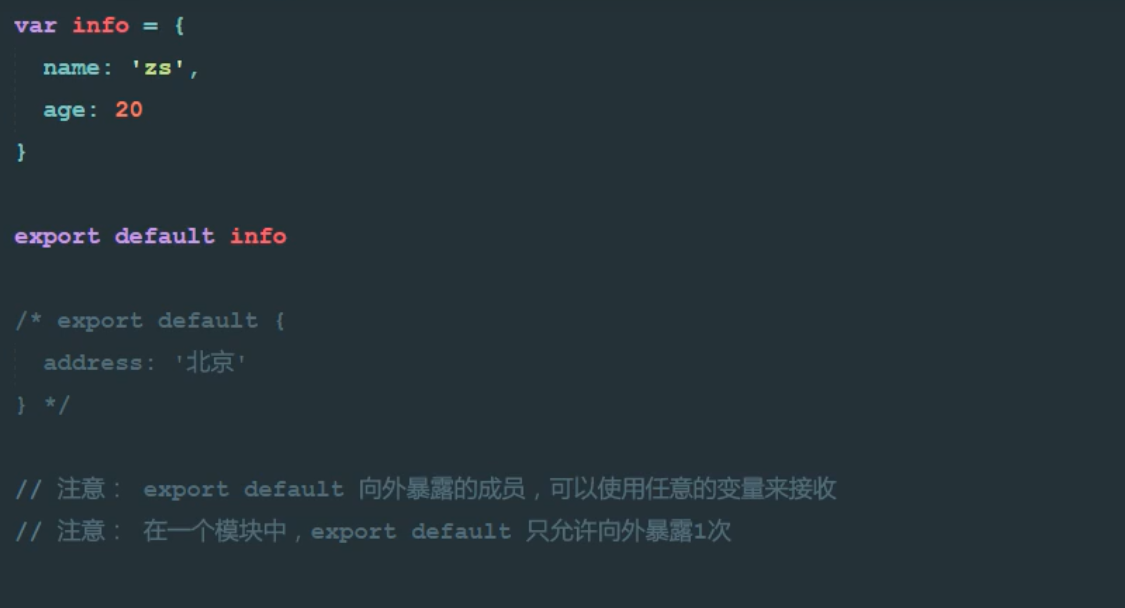 var info = {
  name: 'zs',
  age: 20
}
export default info
/* export default {
  address: '北京'
} */
// 注意： export default 向外暴露的成员，可以使用任意的变量来接收
// 注意： 在一个模块中，export default 只允许向外暴露1次